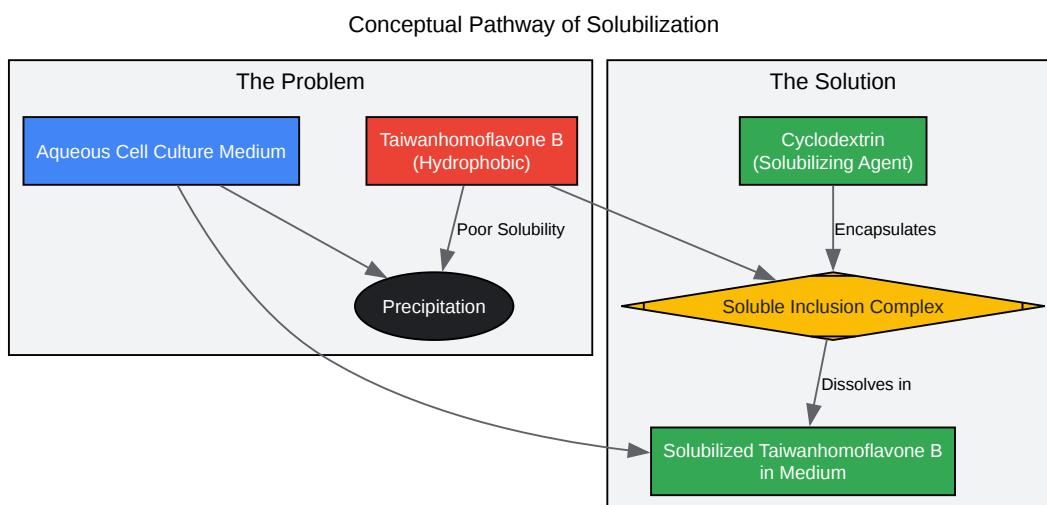 Conceptual Pathway of Solubilization
The Problem
Aqueous Cell Culture Medium
Taiwanhomoflavone B
(Hydrophobic)
Poor Solubility
Precipitation
The Solution
Cyclodextrin
(Solubilizing Agent)
Encapsulates
Soluble Inclusion Complex
Dissolves in
Solubilized Taiwanhomoflavone B
in Medium